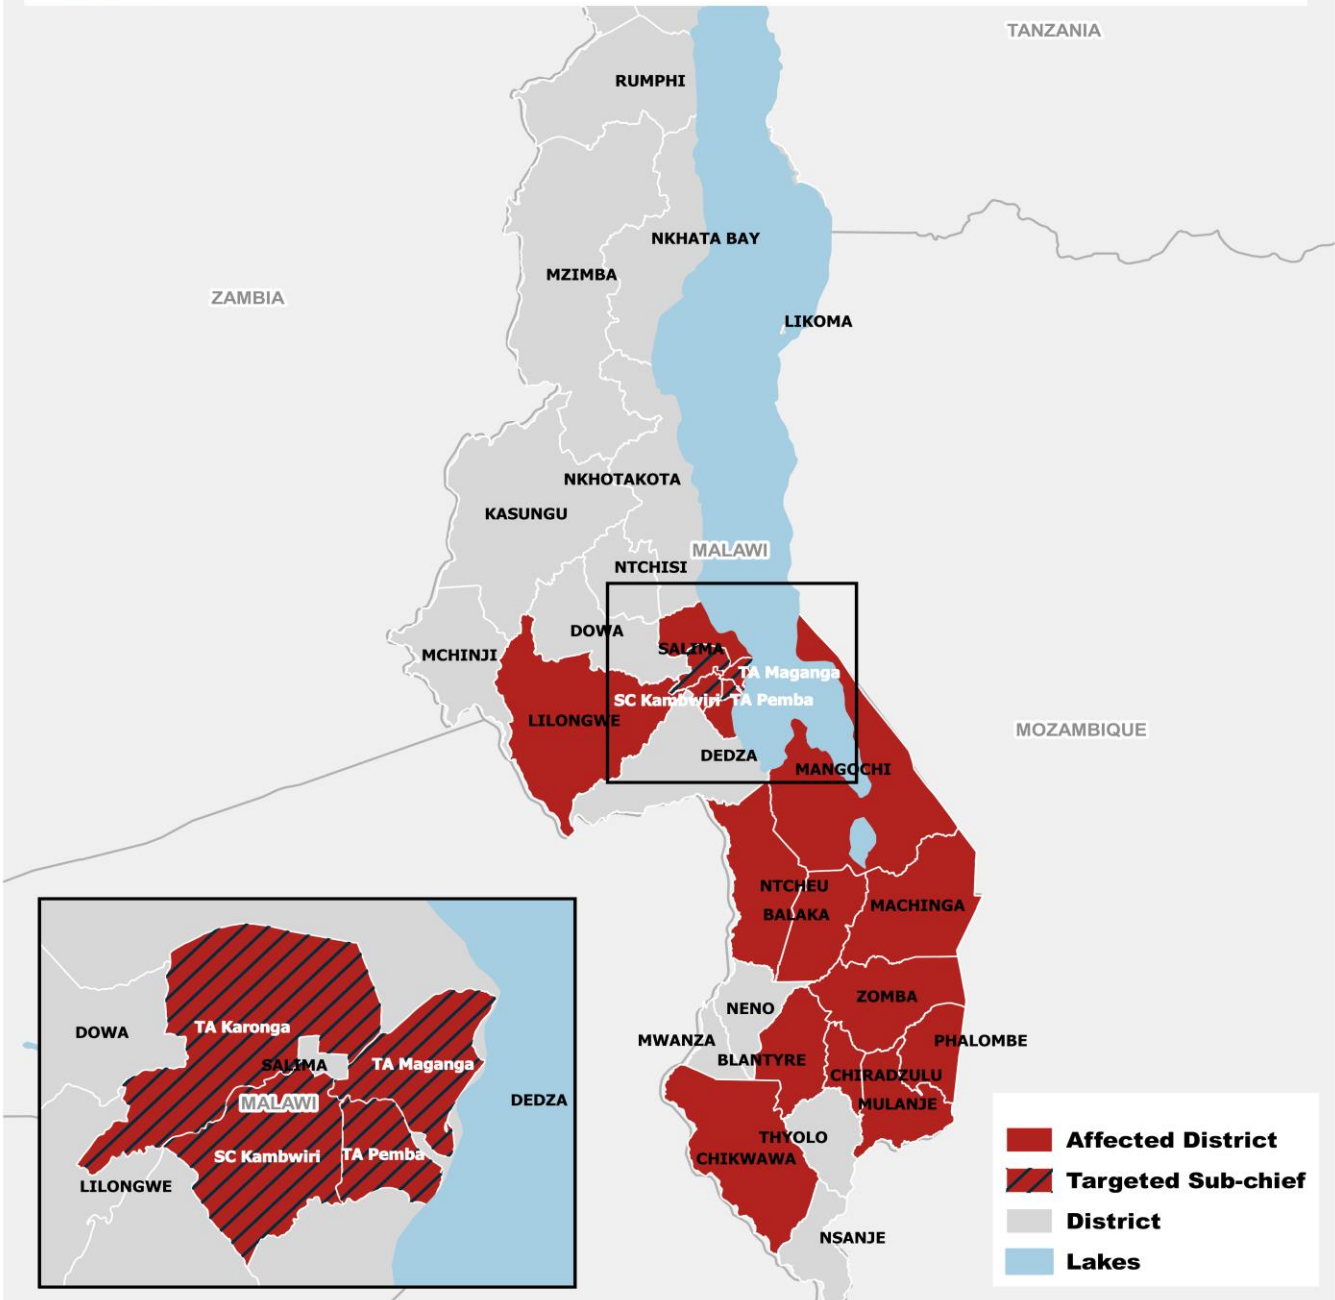 TANZANIA
RUMPHI
NKHATA BAY
MZIMBA
ZAMBIA
LIKOMA
NKHOTAKOTA
KASUNGU
MALAWI
NTCHISI
DOWA
SALIMA
MCHINJI
TA Maganga
SC Kambwiri
TA Pemba
LILONGWE
MOZAMBIQUE
DEDZA
MANGOCHI
NTCHEU
MACHINGA
BALAKA
ZOMBA
NENO
MWANZA
PHALOMBE
BLANTYRE
CHIRADZULU
MULANJE
THYOLO
CHIKWAWA
NSANJE
TA Karonga
DOWA
SALIMA
TA Maganga
MALAWI
DEDZA
SC Kambwiri
TA Pemba
LILONGWE
Affected District
Targeted Sub-chief
District
Lakes